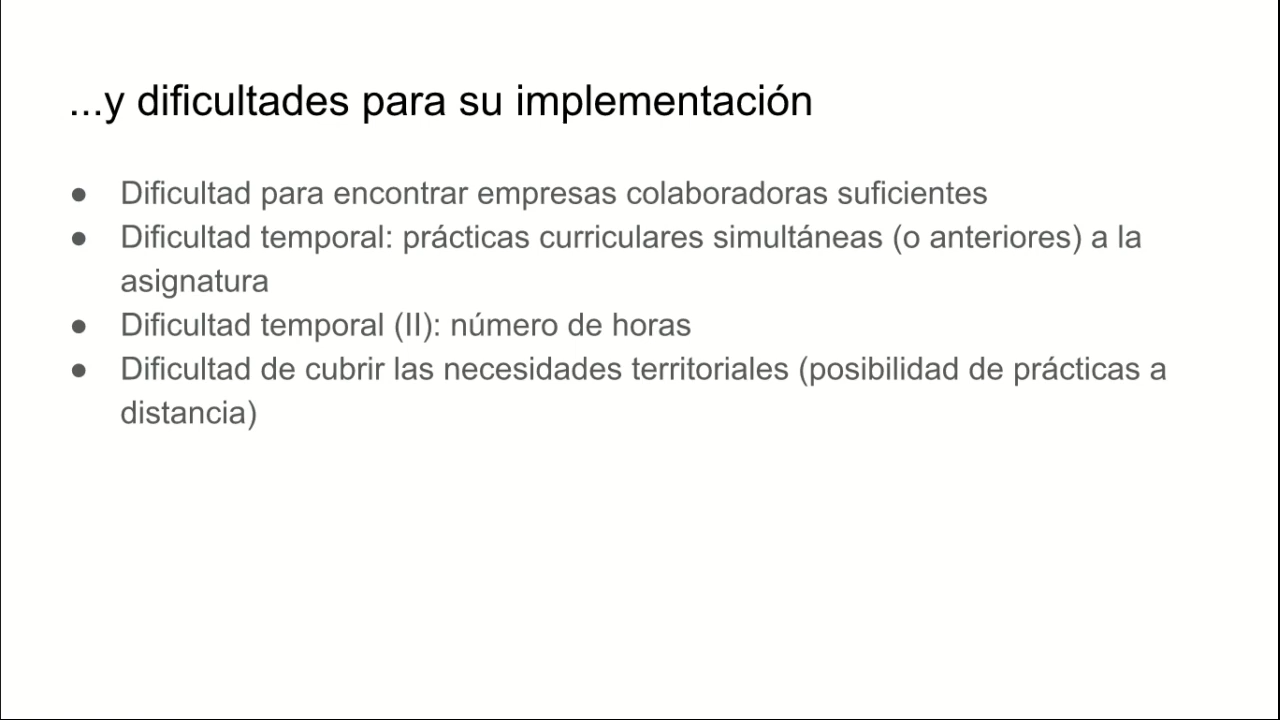 ...y dificultades para su implementación
● Dificultad para encontrar empresas colaboradoras suficientes
● Dificultad temporal: prácticas curriculares simultáneas (o anteriores) a la
asignatura
● Dificultad temporal (II): número de horas
● Dificultad de cubrir las necesidades territoriales (posibilidad de prácticas a
distancia)